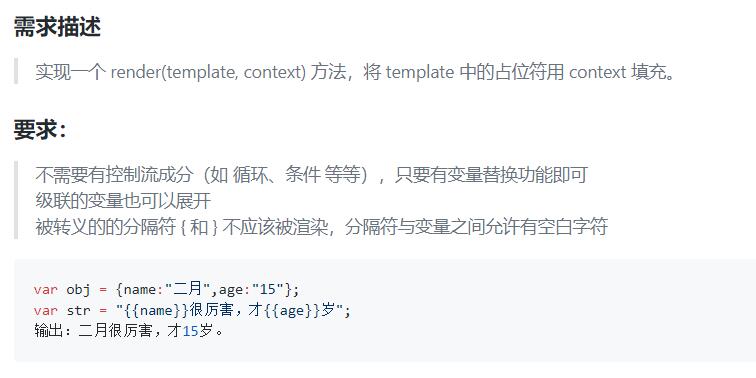 需求描述
实现一个 render(template, context) 方法，将 template 中的占位符用 context 填充。
要求：
不需要有控制流成分（如 循环、条件 等等），只要有变量替换功能即可
级联的变量也可以展开
被转义的的分隔符 { 和 } 不应该被渲染，分隔符与变量之间允许有空白字符
var obj = {name:"二月",age:"15"};
var str = "{{name}}很厉害，才{{age}}岁";
输出：二月很厉害，才15岁。